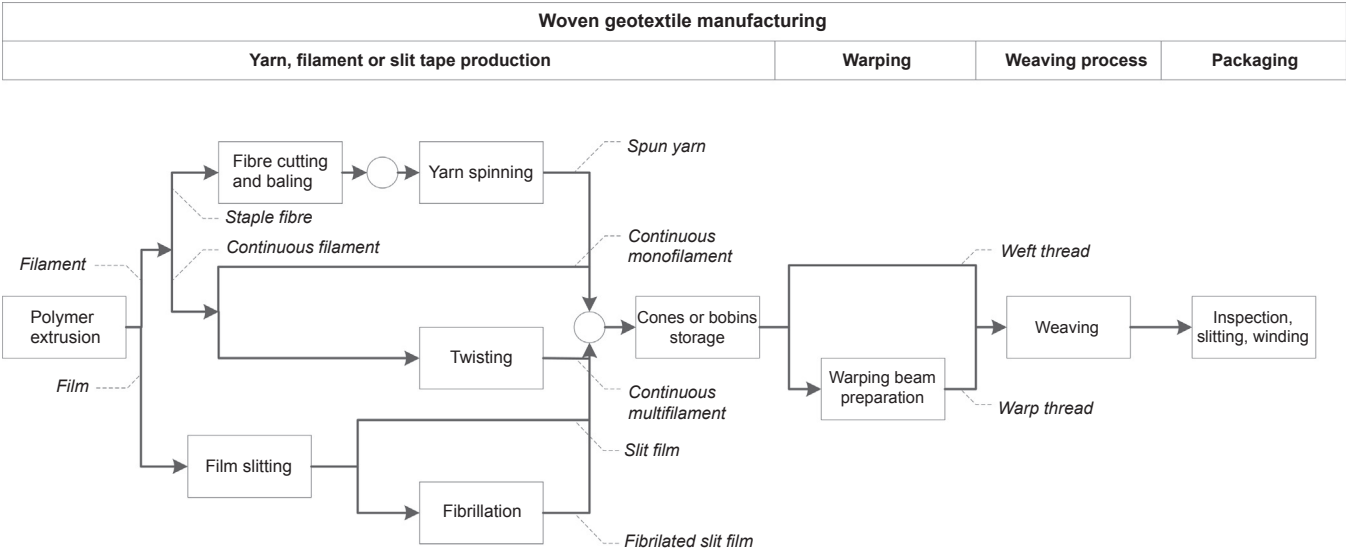 Woven geotextile manufacturing
Yarn, filament or slit tape production
Warping
Weaving process
Packaging
Fibre cutting
and baling
Yarn spinning
Spun yarn
Staple fibre
Continuous filament
Continuous
monofilament
Filament
Weft thread
Polymer
extrusion
Cones or bobins
storage
Weaving
Inspection,
slitting, winding
Twisting
Film
Continuous
multifilament
Warping beam
preparation
Warp thread
Slit film
Film slitting
Fibrillation
Fibrilated slit film